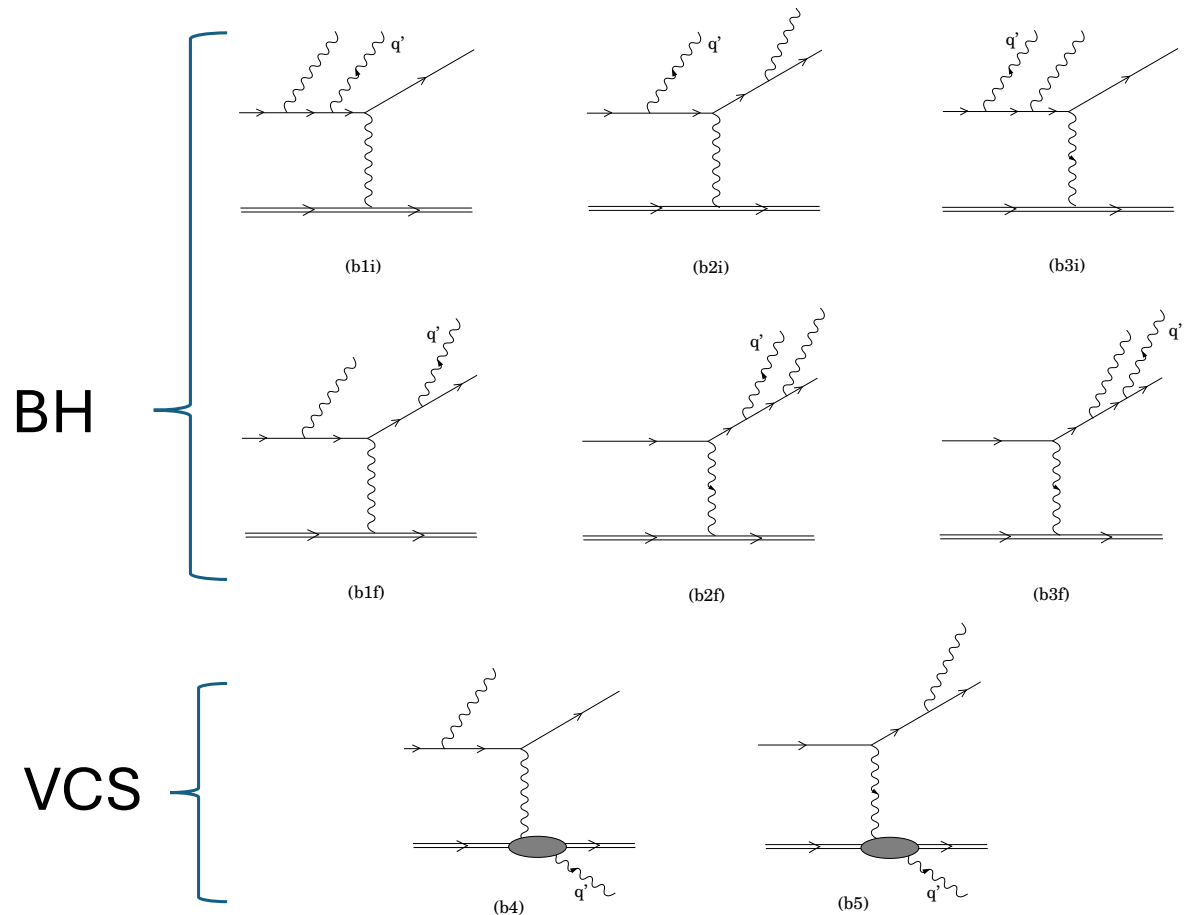 BH
q'
q'
q'
(b1i)
(b2i)
(b3i)
q'
q'
q'
(b1f)
(b2f)
(b3f)
VCS
q'
q'
(b4)
(b5)